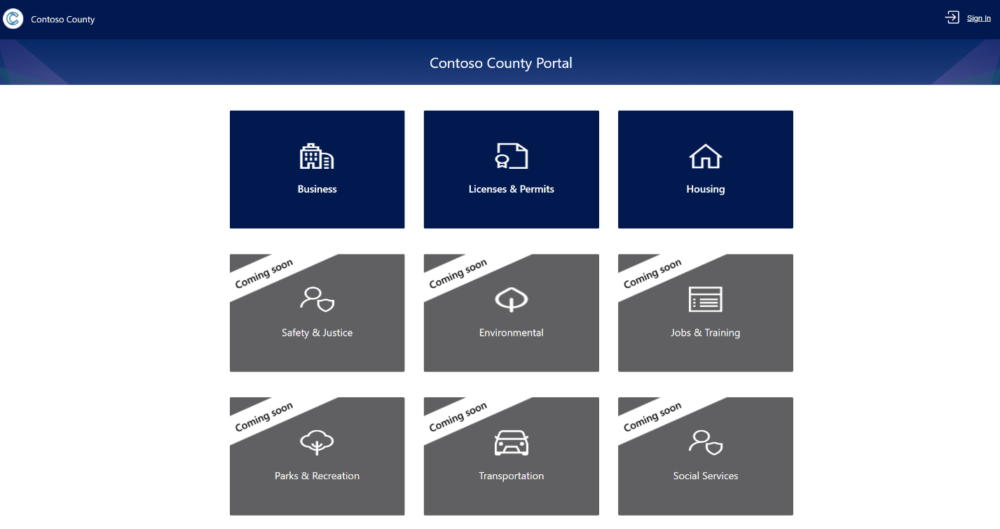 Contoso County
Sign In
Contoso County Portal
Business
Licenses & Permits
Housing
Coming soon
Safety & Justice
Coming soon
Environmental
Coming soon
Jobs & Training
Coming soon
Parks & Recreation
Coming soon
Transportation
Coming soon
Social Services